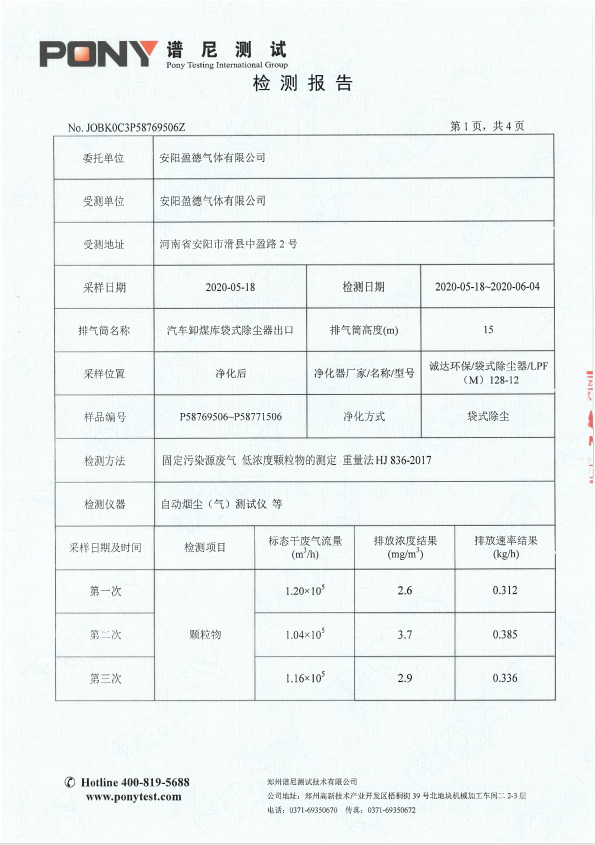 PONY 谱尼测试
Pony Testing International Group
检测报告
No. JOBK0C3P58769506Z 第1页，共4页
委托单位 安阳盈德气体有限公司
受测单位 安阳盈德气体有限公司
受测地址 河南省安阳市滑县中盈路2号
采样日期 2020-05-18 检测日期 2020-05-18~2020-06-04
排气筒名称 汽车卸煤库袋式除尘器出口 排气筒高度(m) 15
采样位置 净化后 净化器厂家/名称/型号 诚达环保/袋式除尘器/LPF
（M）128-12
样品编号 P58769506~P58771506 净化方式 袋式除尘
检测方法 固定污染源废气 低浓度颗粒物的测定 重量法 HJ 836-2017
检测仪器 自动烟尘（气）测试仪 等
采样日期及时间 检测项目 标态干废气流量 (m³/h) 排放浓度结果 (mg/m³) 排放速率结果 (kg/h)
第一次 1.20×10⁵ 2.6 0.312
第二次 颗粒物 1.04×10⁵ 3.7 0.385
第三次 1.16×10⁵ 2.9 0.336
✆ Hotline 400-819-5688
www.ponytest.com
郑州谱尼测试技术有限公司
公司地址：郑州高新技术产业开发区梧桐街39号北地块机械加工车间二2-3层
电话：0371-69350670 传真：0371-69350672